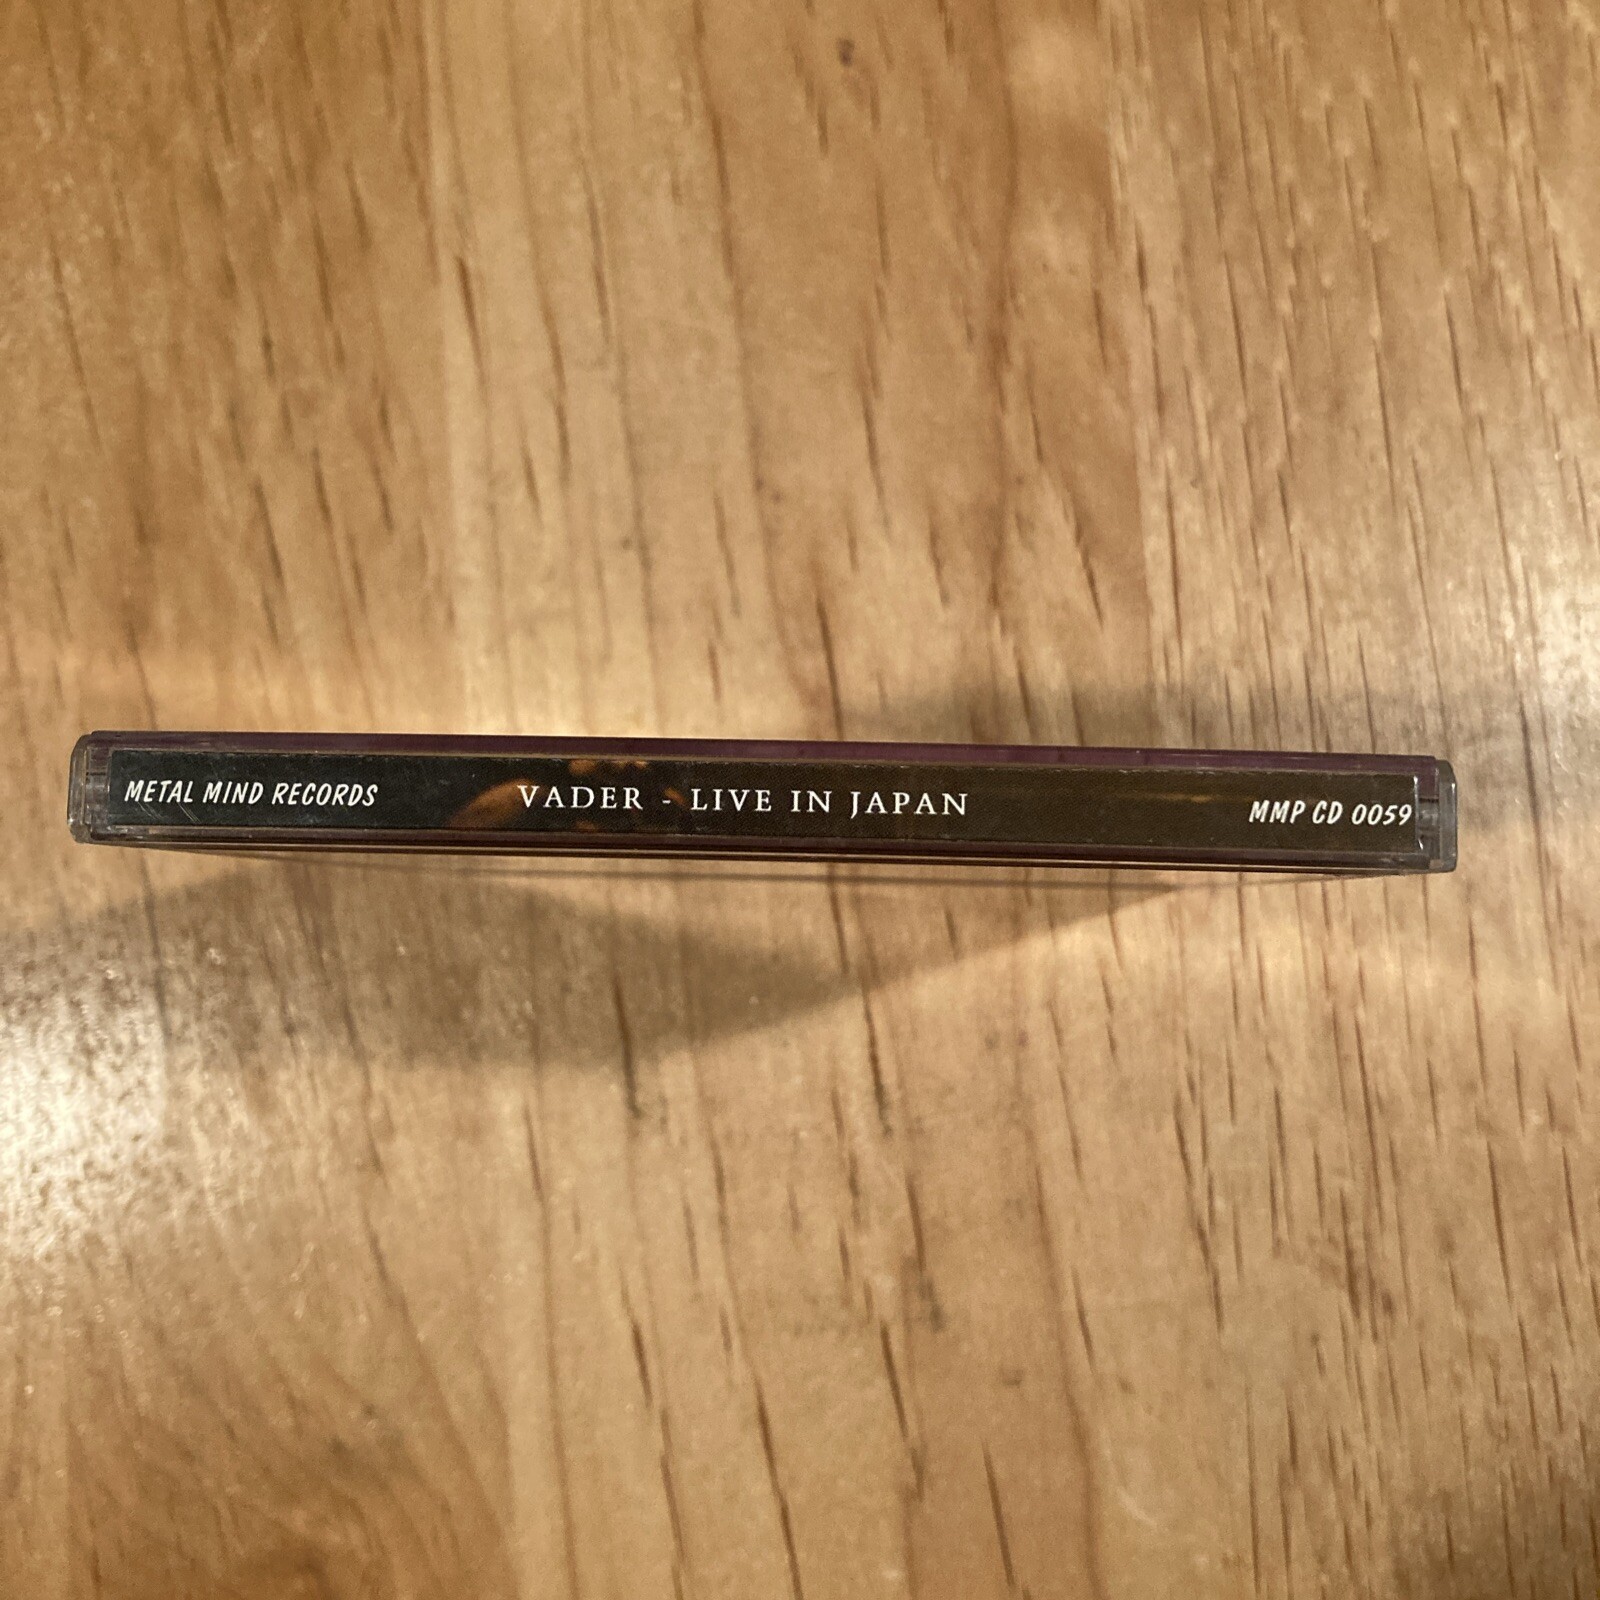 METAL MIND RECORDS VADER - LIVE IN JAPAN MMP CD 0059